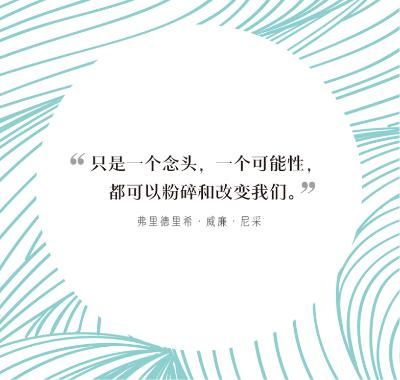 “只是一个念头，一个可能性，
都可以粉碎和改变我们。”
弗里德里希·威廉·尼采